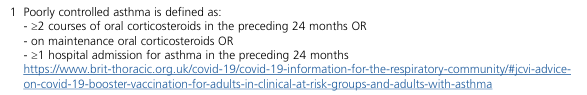 1 Poorly controlled asthma is defined as:
- ≥2 courses of oral corticosteroids in the preceding 24 months OR
- on maintenance oral corticosteroids OR
- ≥1 hospital admission for asthma in the preceding 24 months
https://www.brit-thoracic.org.uk/covid-19/covid-19-information-for-the-respiratory-community/#jcvi-advice-
on-covid-19-booster-vaccination-for-adults-in-clinical-at-risk-groups-and-adults-with-asthma